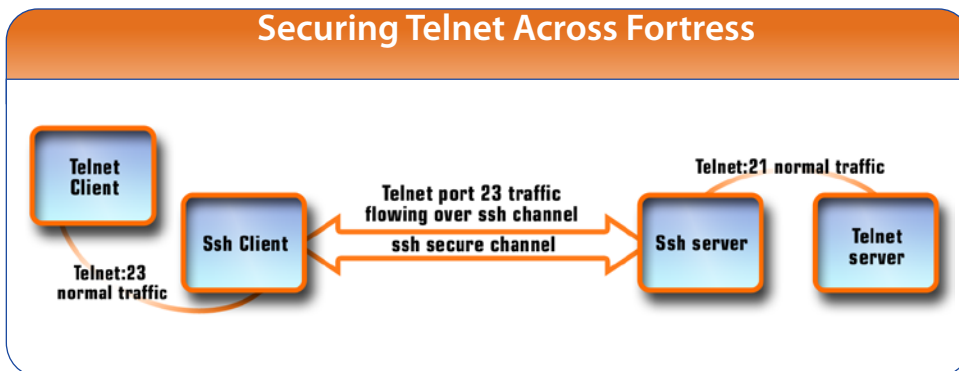 Securing Telnet Across Fortress
Telnet
Client
Telnet:23
normal traffic
Ssh Client
Telnet port 23 traffic
flowing over ssh channel
ssh secure channel
Ssh server
Telnet:21 normal traffic
Telnet
server